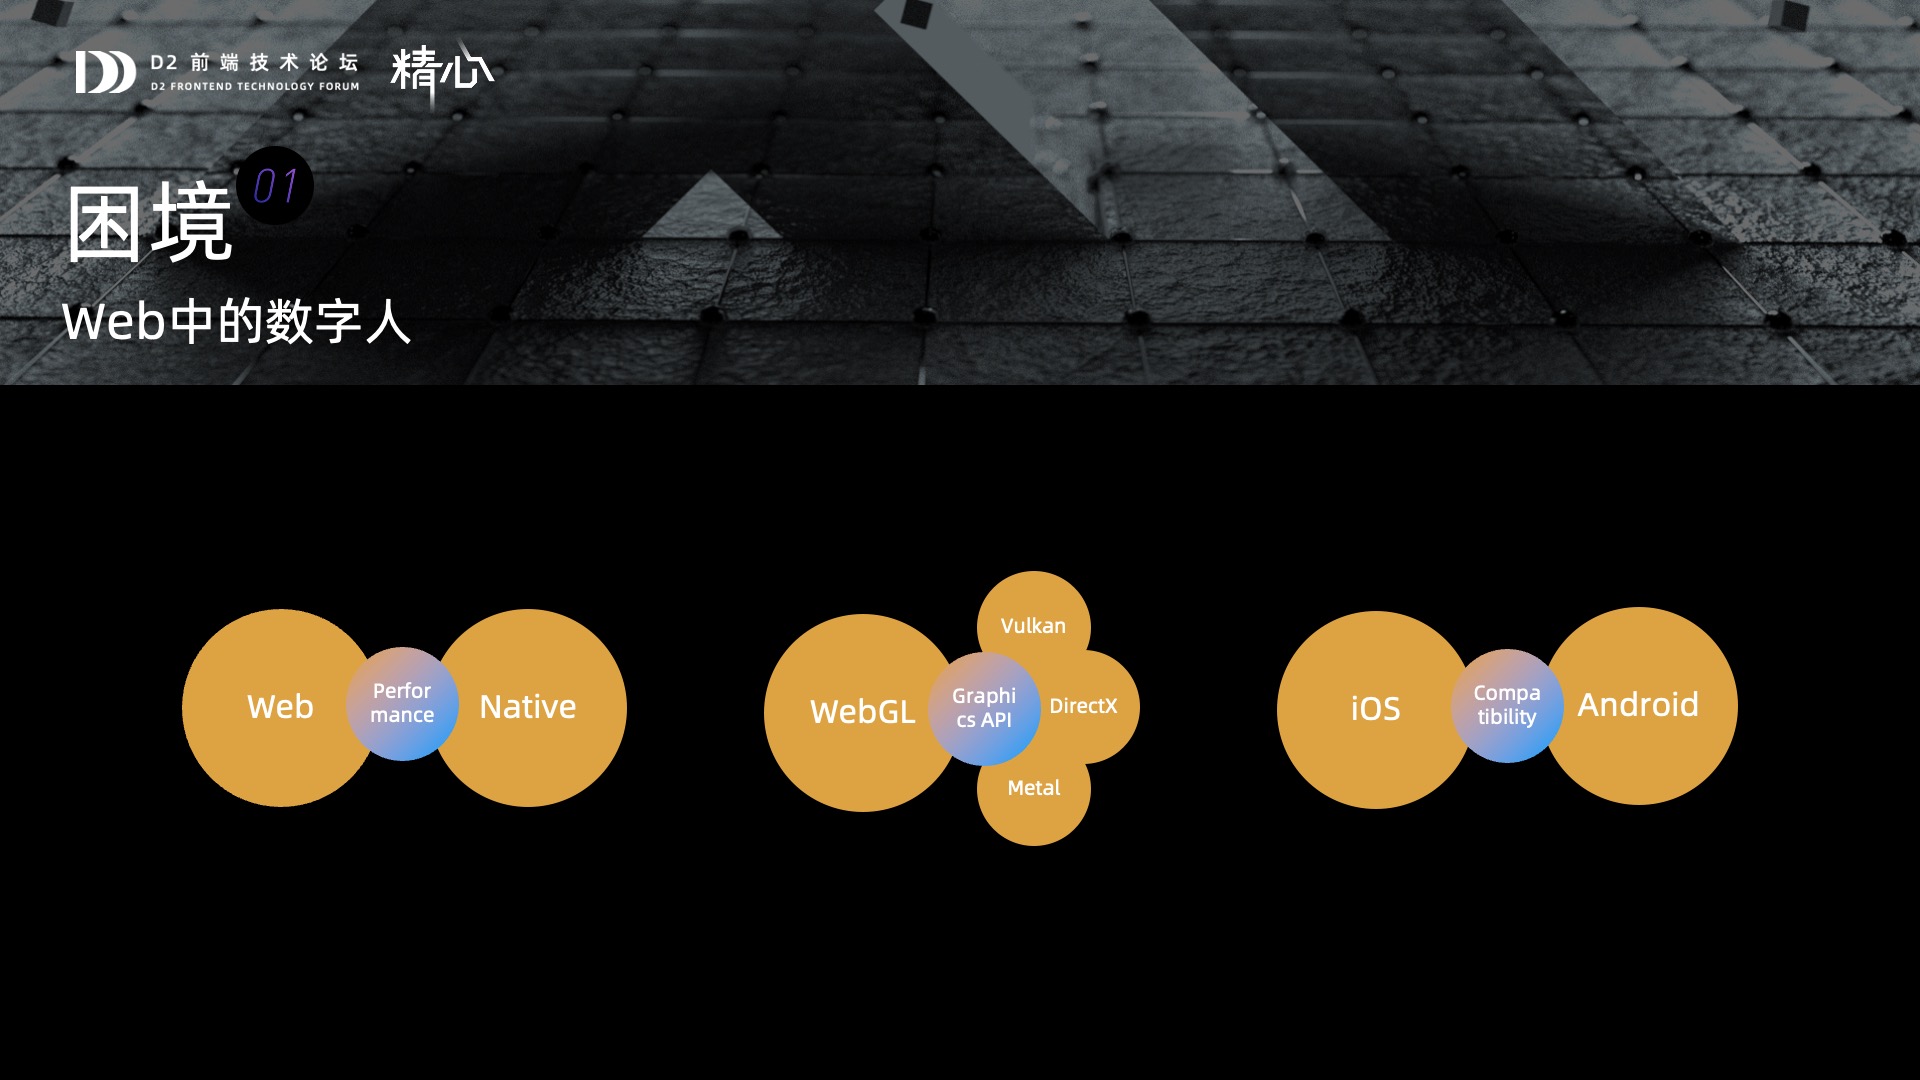 D2 前端技术论坛
D2 FRONTEND TECHNOLOGY FORUM
精心
困境
01
Web中的数字人
Web
Perfor
mance
Native
WebGL
Graphi
cs API
Vulkan
DirectX
Metal
iOS
Compa
tibility
Android